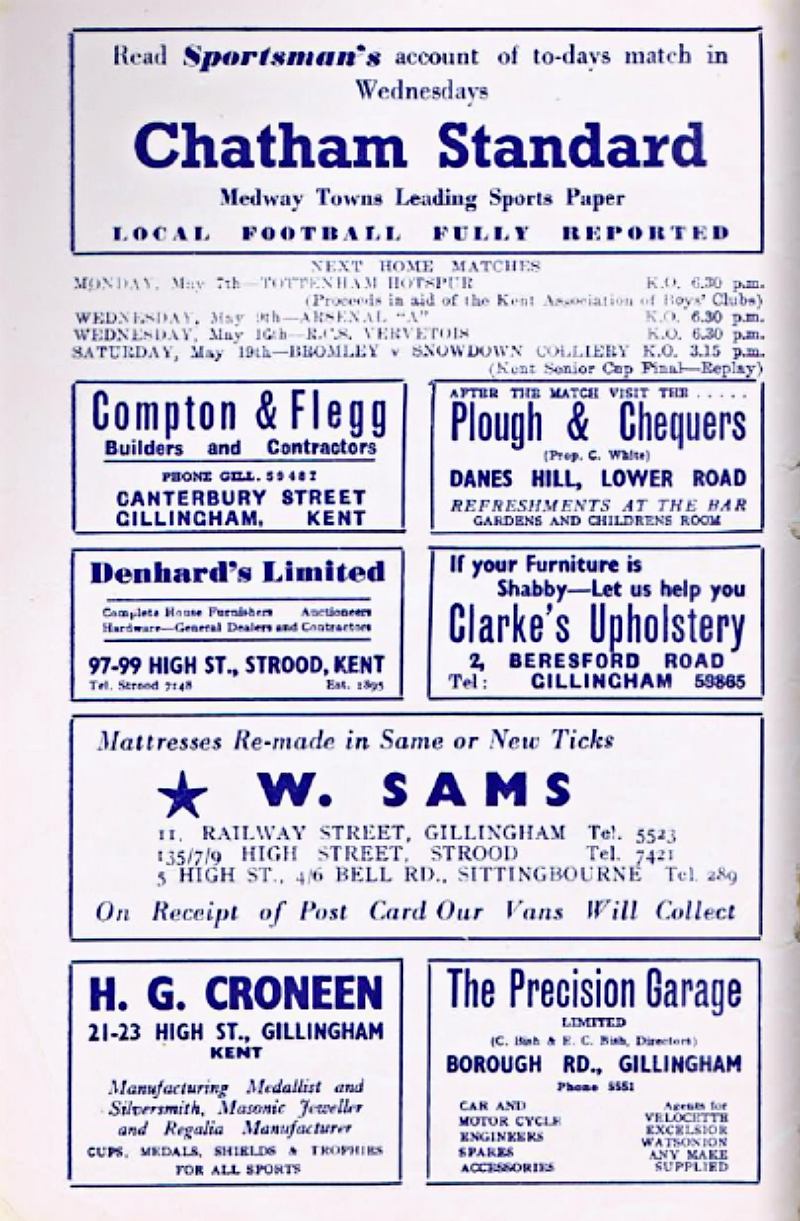 Read Sportsman's account of to-days match in
Wednesdays
Chatham Standard
Medway Towns Leading Sports Paper
LOCAL FOOTBALL FULLY REPORTED
NEXT HOME MATCHES
MONDAY, May 7th—TOTTENHAM HOTSPUR K.O. 6.30 p.m.
(Proceeds in aid of the Kent Association of Boys' Clubs)
WEDNESDAY, May 9th—ARSENAL "A" K.O. 6.30 p.m.
WEDNESDAY, May 16th—R.C.S. VERVETOIS K.O. 6.30 p.m.
SATURDAY, May 19th—BROMLEY v SNOWDOWN COLLIERY K.O. 3.15 p.m.
(Kent Senior Cup Final—Replay)
Compton & Flegg
Builders and Contractors
PHONE GILL. 59487
CANTERBURY STREET
GILLINGHAM, KENT
AFTER THE MATCH VISIT THE .....
Plough & Chequers
(Prop. C. White)
DANES HILL, LOWER ROAD
REFRESHMENTS AT THE BAR
GARDENS AND CHILDRENS ROOM
Denhard's Limited
Complete House Furnishers Auctioneers
Hardware—General Dealers and Contractors
97-99 HIGH ST., STROOD, KENT
Tel. Strood 7148 Est. 1895
If your Furniture is
Shabby—Let us help you
Clarke's Upholstery
2, BERESFORD ROAD
Tel: GILLINGHAM 59865
Mattresses Re-made in Same or New Ticks
★ W. SAMS
11, RAILWAY STREET, GILLINGHAM Tel. 5523
135/7/9 HIGH STREET, STROOD Tel. 7421
5 HIGH ST., 4/6 BELL RD., SITTINGBOURNE Tel. 289
On Receipt of Post Card Our Vans Will Collect
H. G. CRONEEN
21-23 HIGH ST., GILLINGHAM
KENT
Manufacturing Medallist and
Silversmith, Masonic Jeweller
and Regalia Manufacturer
CUPS, MEDALS, SHIELDS & TROPHIES
FOR ALL SPORTS
The Precision Garage
LIMITED
(C. Bish & E. C. Bish, Directors)
BOROUGH RD., GILLINGHAM
Phone 5551
CAR AND
MOTOR CYCLE
ENGINEERS
SPARES
ACCESSORIES
Agents for
VELOCETTE
EXCELSIOR
WATSONION
ANY MAKE
SUPPLIED